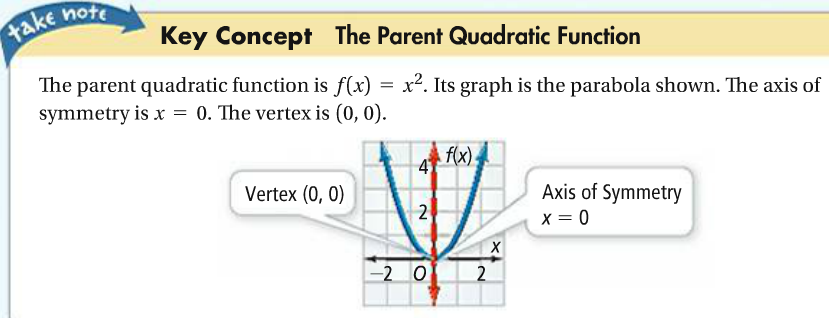 take note
Key Concept The Parent Quadratic Function
The parent quadratic function is f(x) = x². Its graph is the parabola shown. The axis of
symmetry is x = 0. The vertex is (0, 0).
4 f(x)
Vertex (0, 0)
Axis of Symmetry
x = 0
2
x
−2 O 2